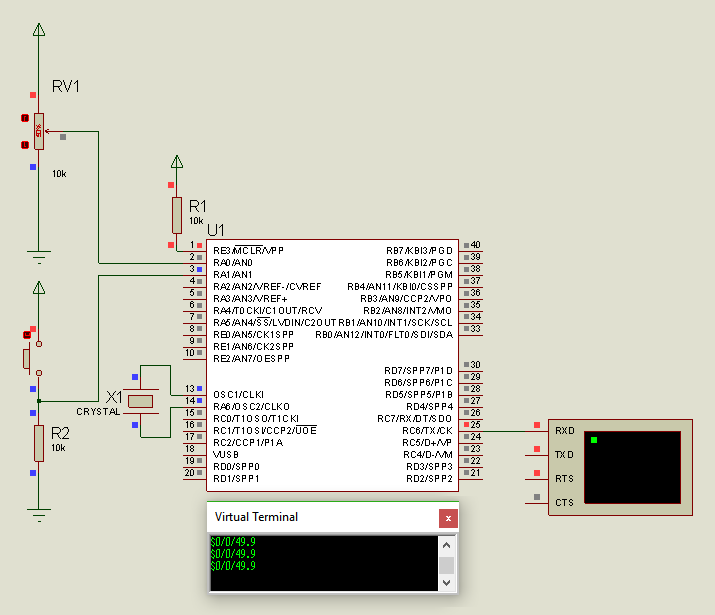 RV1
50%
10k
R1
10k
U1
1 RE3/MCLR/VPP RB7/KBI3/PGD 40
2 RA0/AN0 RB6/KBI2/PGC 39
3 RA1/AN1 RB5/KBI1/PGM 38
4 RA2/AN2/VREF-/CVREF RB4/AN11/KBI0/CSSPP 37
5 RA3/AN3/VREF+ RB3/AN9/CCP2/VPO 36
6 RA4/T0CKI/C1OUT/RCV RB2/AN8/INT2/VMO 35
7 RA5/AN4/SS/LVDIN/C2OUT RB1/AN10/INT1/SCK/SCL 34
8 RE0/AN5/CK1SPP RB0/AN12/INT0/FLT0/SDI/SDA 33
9 RE1/AN6/CK2SPP
10 RE2/AN7/OESPP
RD7/SPP7/P1D 30
RD6/SPP6/P1C 29
13 OSC1/CLKI RD5/SPP5/P1B 28
14 RA6/OSC2/CLKO RD4/SPP4 27
15 RC0/T1OSO/T1CKI RC7/RX/DT/SDO 26
16 RC1/T1OSI/CCP2/UOE RC6/TX/CK 25
17 RC2/CCP1/P1A RC5/D+/VP 24
18 VUSB RC4/D-/VM 23
19 RD0/SPP0 RD3/SPP3 22
20 RD1/SPP1 RD2/SPP2 21
X1
CRYSTAL
R2
10k
RXD
TXD
RTS
CTS
Virtual Terminal x
$0/0/49.9
$0/0/49.9
$0/0/49.9